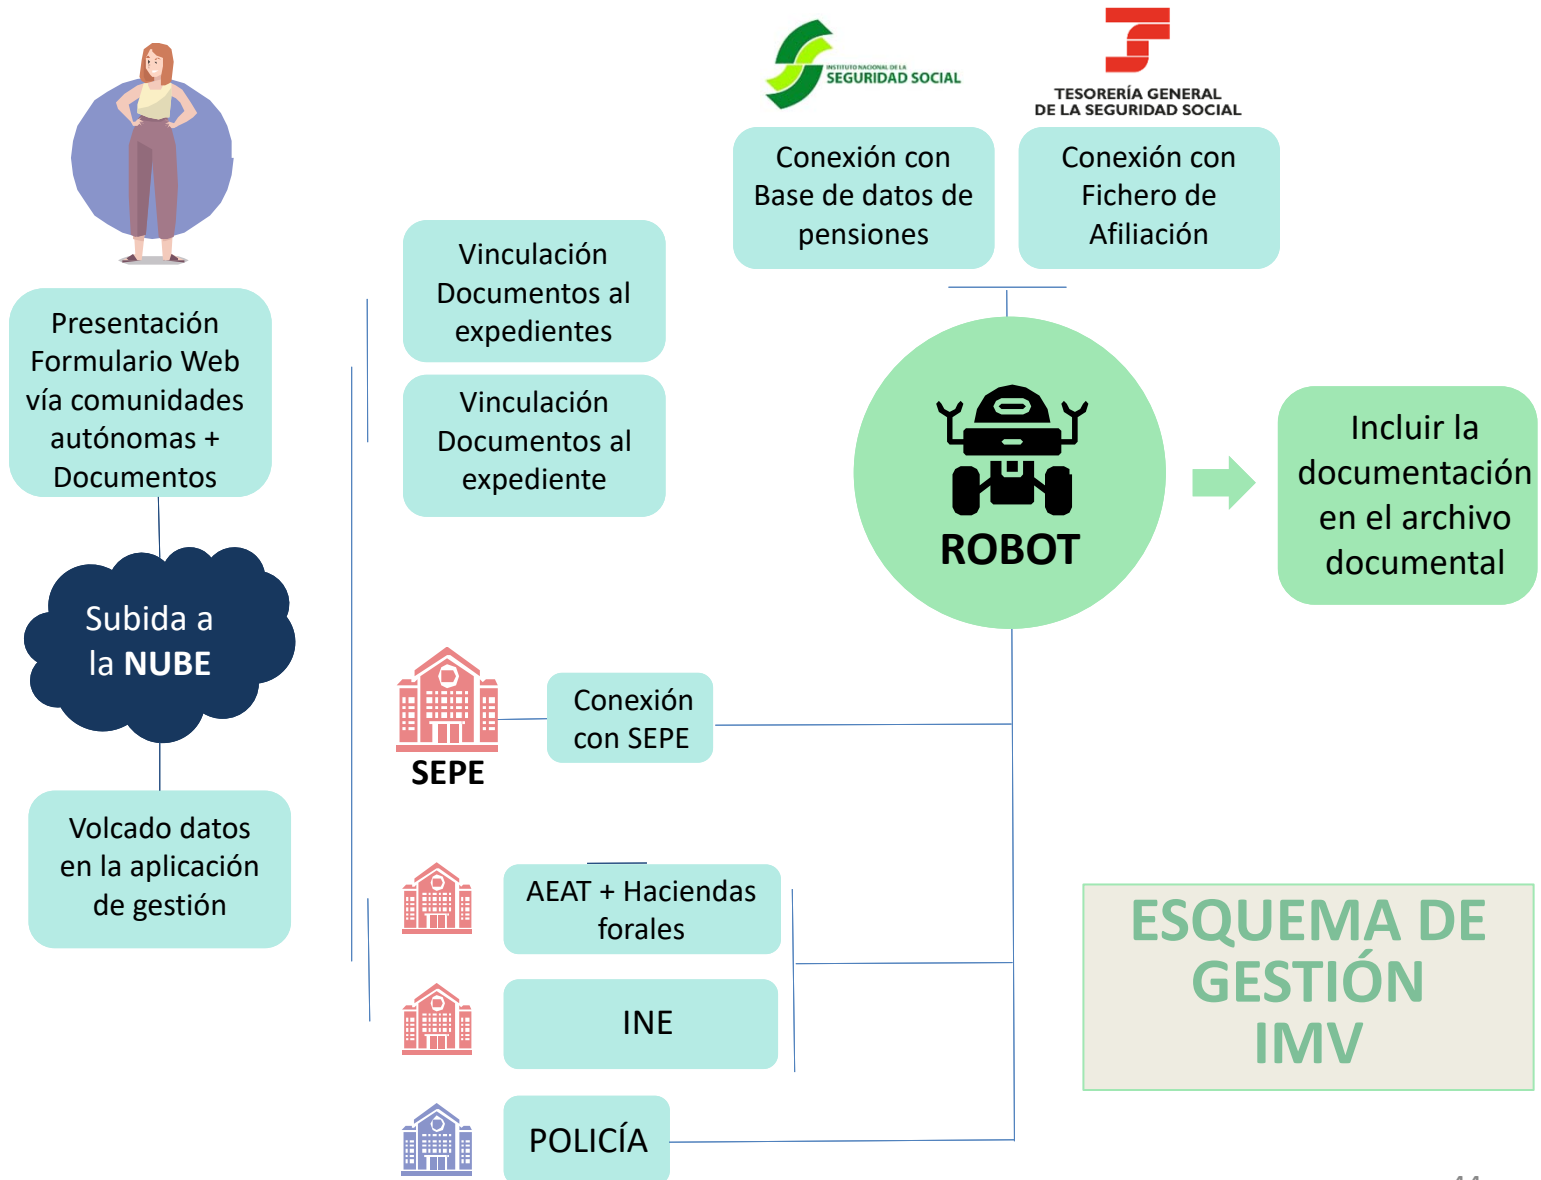 INSTITUTO NACIONAL DE LA
SEGURIDAD SOCIAL
TESORERÍA GENERAL
DE LA SEGURIDAD SOCIAL
Conexión con
Base de datos de
pensiones
Conexión con
Fichero de
Afiliación
Vinculación
Documentos al
expedientes
Presentación
Formulario Web
vía comunidades
autónomas +
Documentos
Vinculación
Documentos al
expediente
ROBOT
Incluir la
documentación
en el archivo
documental
Subida a
la NUBE
SEPE
Conexión
con SEPE
Volcado datos
en la aplicación
de gestión
AEAT + Haciendas
forales
INE
POLICÍA
ESQUEMA DE
GESTIÓN
IMV